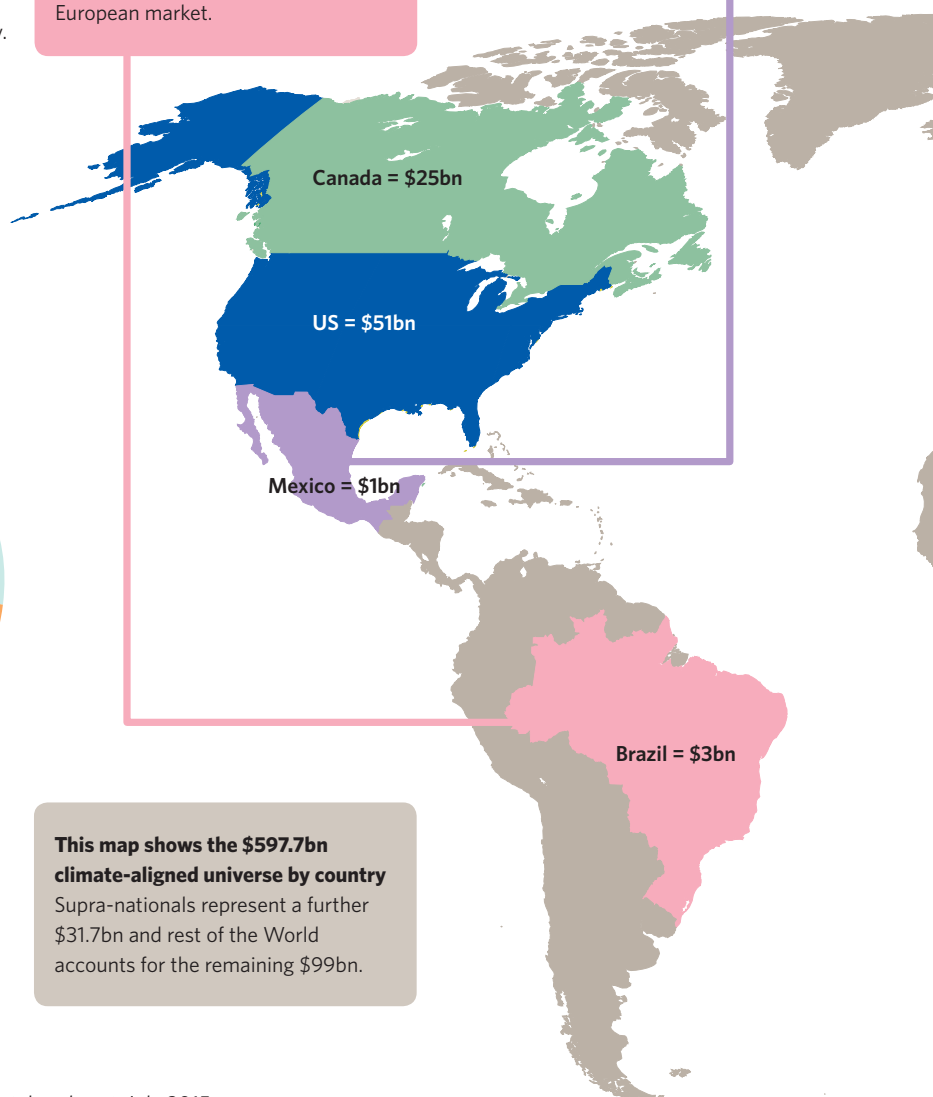 European market.
y.
Canada = $25bn
US = $51bn
Mexico = $1bn
Brazil = $3bn
This map shows the $597.7bn
climate-aligned universe by country
Supra-nationals represent a further
$31.7bn and rest of the World
accounts for the remaining $99bn.